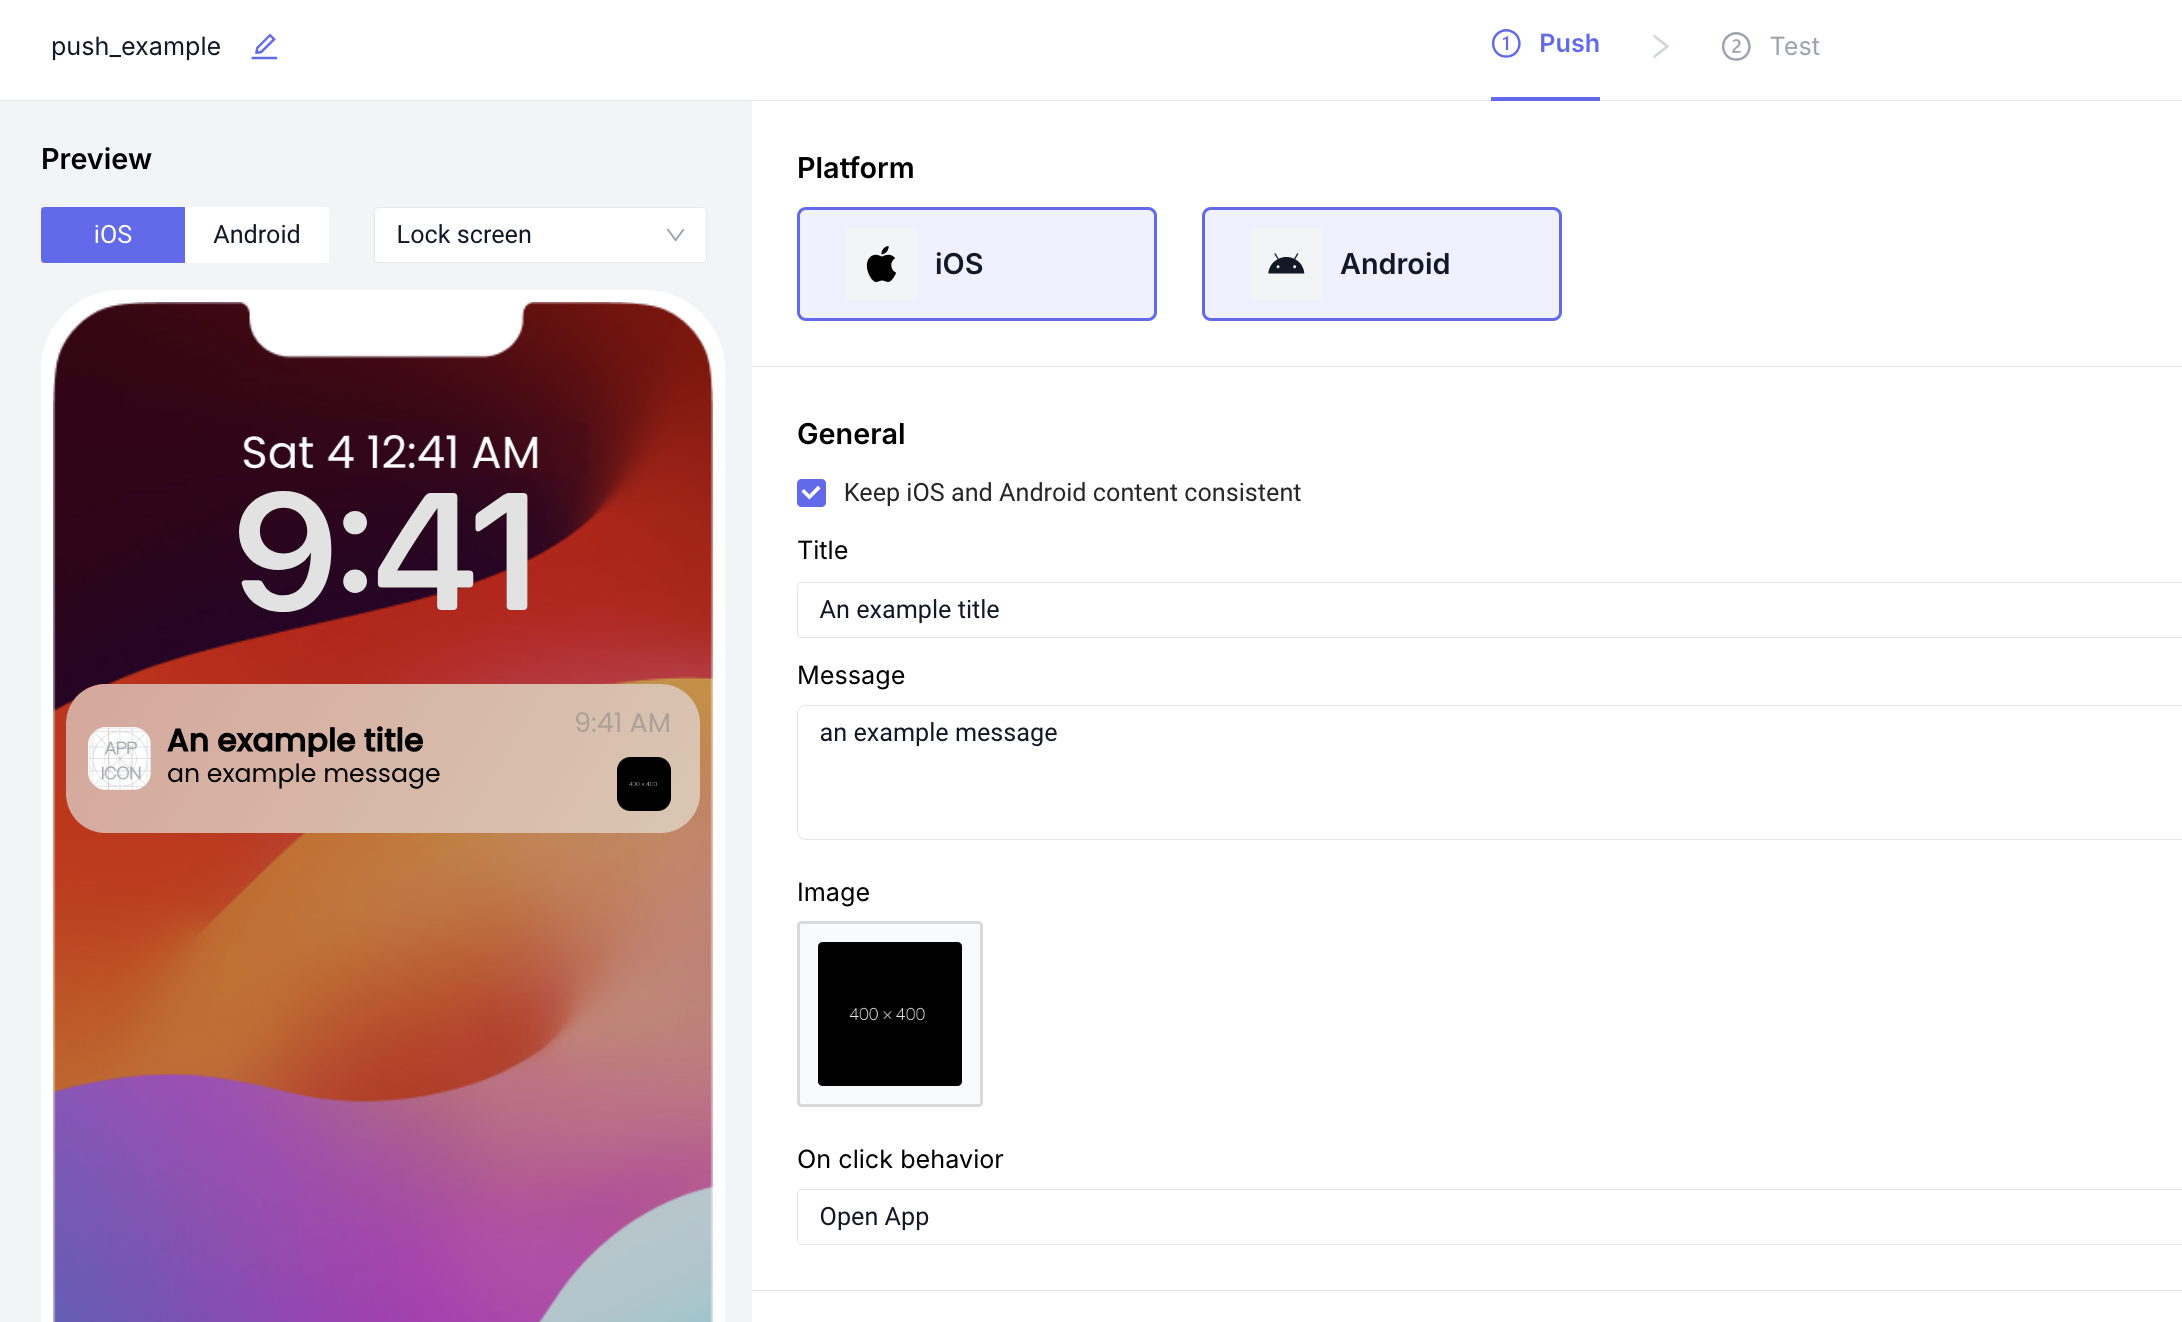 push_example
1 Push
2 Test
Preview
iOS
Android
Lock screen
Sat 4 12:41 AM
9:41
APP
ICON
An example title
an example message
9:41 AM
400 × 400
Platform
iOS
Android
General
Keep iOS and Android content consistent
Title
An example title
Message
an example message
Image
400 × 400
On click behavior
Open App